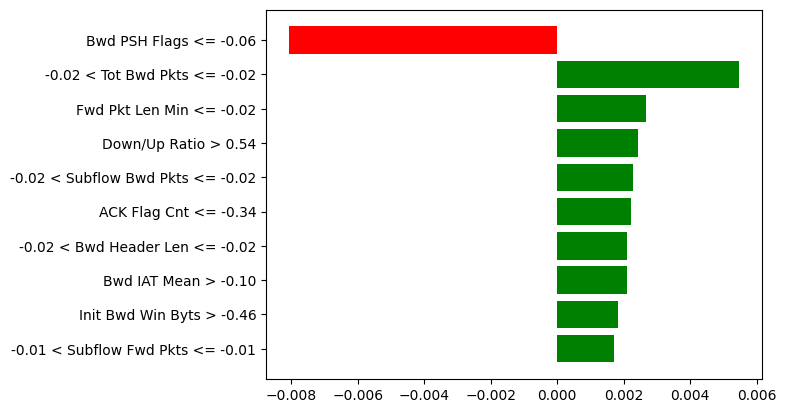 Bwd PSH Flags <= -0.06
-0.02 < Tot Bwd Pkts <= -0.02
Fwd Pkt Len Min <= -0.02
Down/Up Ratio > 0.54
-0.02 < Subflow Bwd Pkts <= -0.02
ACK Flag Cnt <= -0.34
-0.02 < Bwd Header Len <= -0.02
Bwd IAT Mean > -0.10
Init Bwd Win Byts > -0.46
-0.01 < Subflow Fwd Pkts <= -0.01
−0.008 −0.006 −0.004 −0.002 0.000 0.002 0.004 0.006